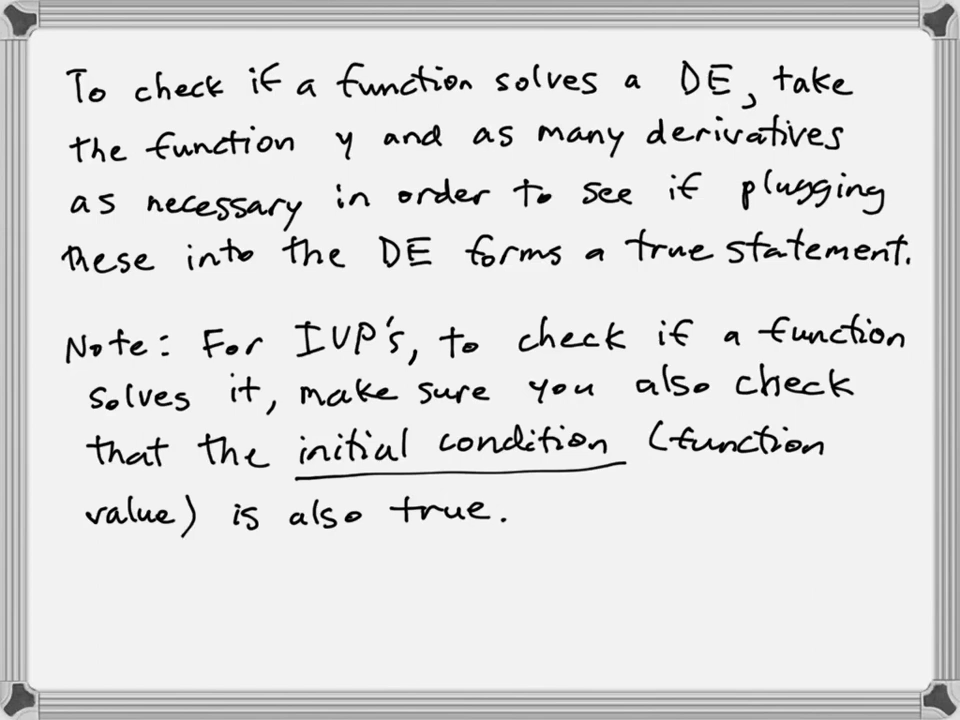 To check if a function solves a DE, take
the function y and as many derivatives
as necessary in order to see if plugging
these into the DE forms a true statement.
Note: For IVP's, to check if a function
solves it, make sure you also check
that the initial condition (function
value) is also true.